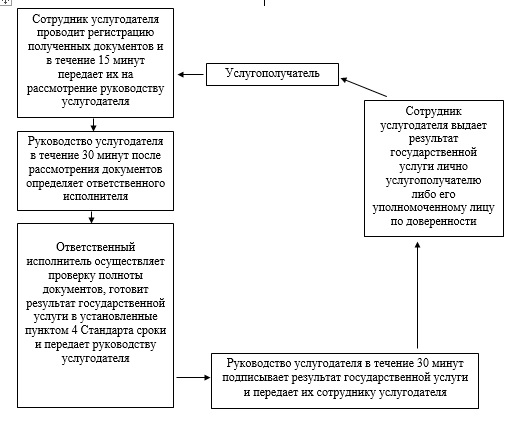 Сотрудник услугодателя
проводит регистрацию
полученных документов и
в течение 15 минут
передает их на
рассмотрение руководству
услугодателя
Услугополучатель
Руководство услугодателя
в течение 30 минут после
рассмотрения документов
определяет ответственного
исполнителя
Ответственный
исполнитель осуществляет
проверку полноты
документов, готовит
результат государственной
услуги в установленные
пунктом 4 Стандарта сроки
и передает руководству
услугодателя
Руководство услугодателя в течение 30 минут
подписывает результат государственной услуги
и передает их сотруднику услугодателя
Сотрудник
услугодателя выдает
результат
государственной
услуги лично
услугополучателю
либо его
уполномоченному лицу
по доверенности